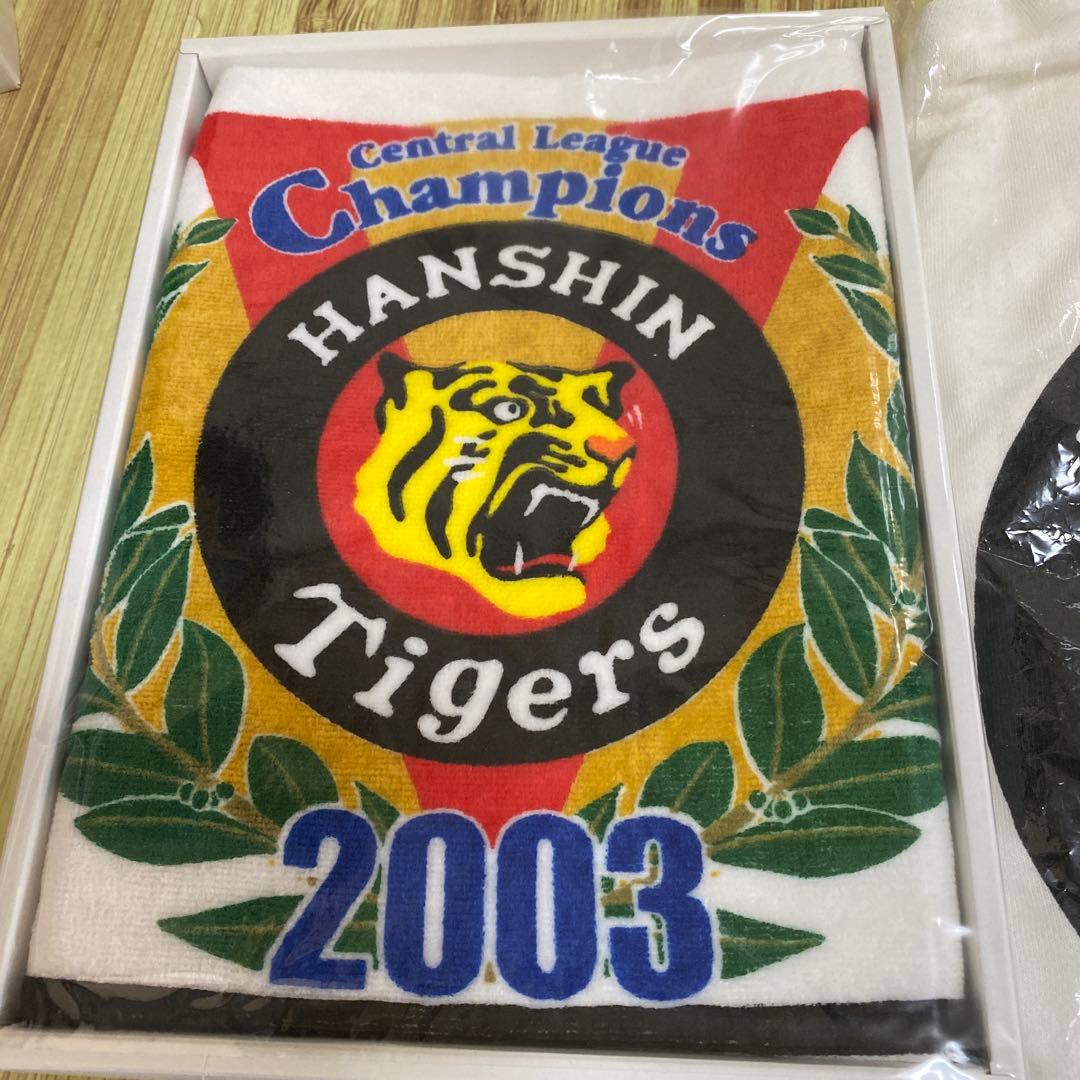 Central League
Champions
HANSHIN
Tigers
2003